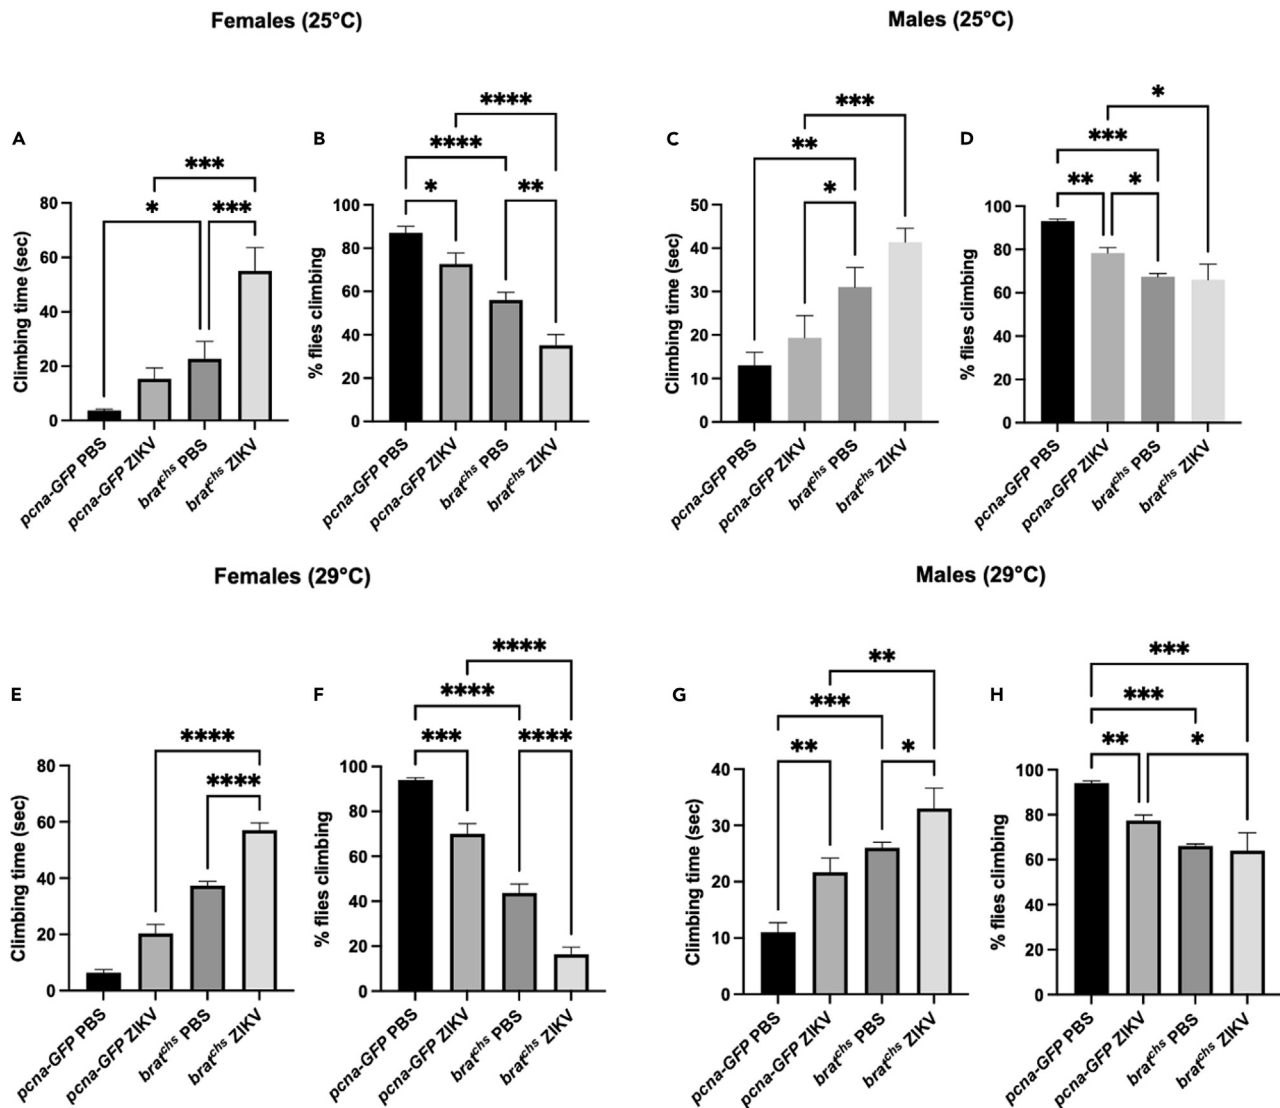 Females (25°C)
Males (25°C)
A
***
*
***
Climbing time (sec)
80
60
40
20
0
pcna-GFP PBS
pcna-GFP ZIKV
brat^chs PBS
brat^chs ZIKV
B
****
****
*
**
% flies climbing
100
80
60
40
20
0
pcna-GFP PBS
pcna-GFP ZIKV
brat^chs PBS
brat^chs ZIKV
C
***
**
*
Climbing time (sec)
50
40
30
20
10
0
pcna-GFP PBS
pcna-GFP ZIKV
brat^chs PBS
brat^chs ZIKV
D
*
***
**
*
% flies climbing
100
80
60
40
20
0
pcna-GFP PBS
pcna-GFP ZIKV
brat^chs PBS
brat^chs ZIKV
Females (29°C)
Males (29°C)
E
****
****
Climbing time (sec)
80
60
40
20
0
pcna-GFP PBS
pcna-GFP ZIKV
brat^chs PBS
brat^chs ZIKV
F
****
****
***
****
% flies climbing
100
80
60
40
20
0
pcna-GFP PBS
pcna-GFP ZIKV
brat^chs PBS
brat^chs ZIKV
G
**
***
**
*
Climbing time (sec)
40
30
20
10
0
pcna-GFP PBS
pcna-GFP ZIKV
brat^chs PBS
brat^chs ZIKV
H
***
***
**
*
% flies climbing
100
80
60
40
20
0
pcna-GFP PBS
pcna-GFP ZIKV
brat^chs PBS
brat^chs ZIKV